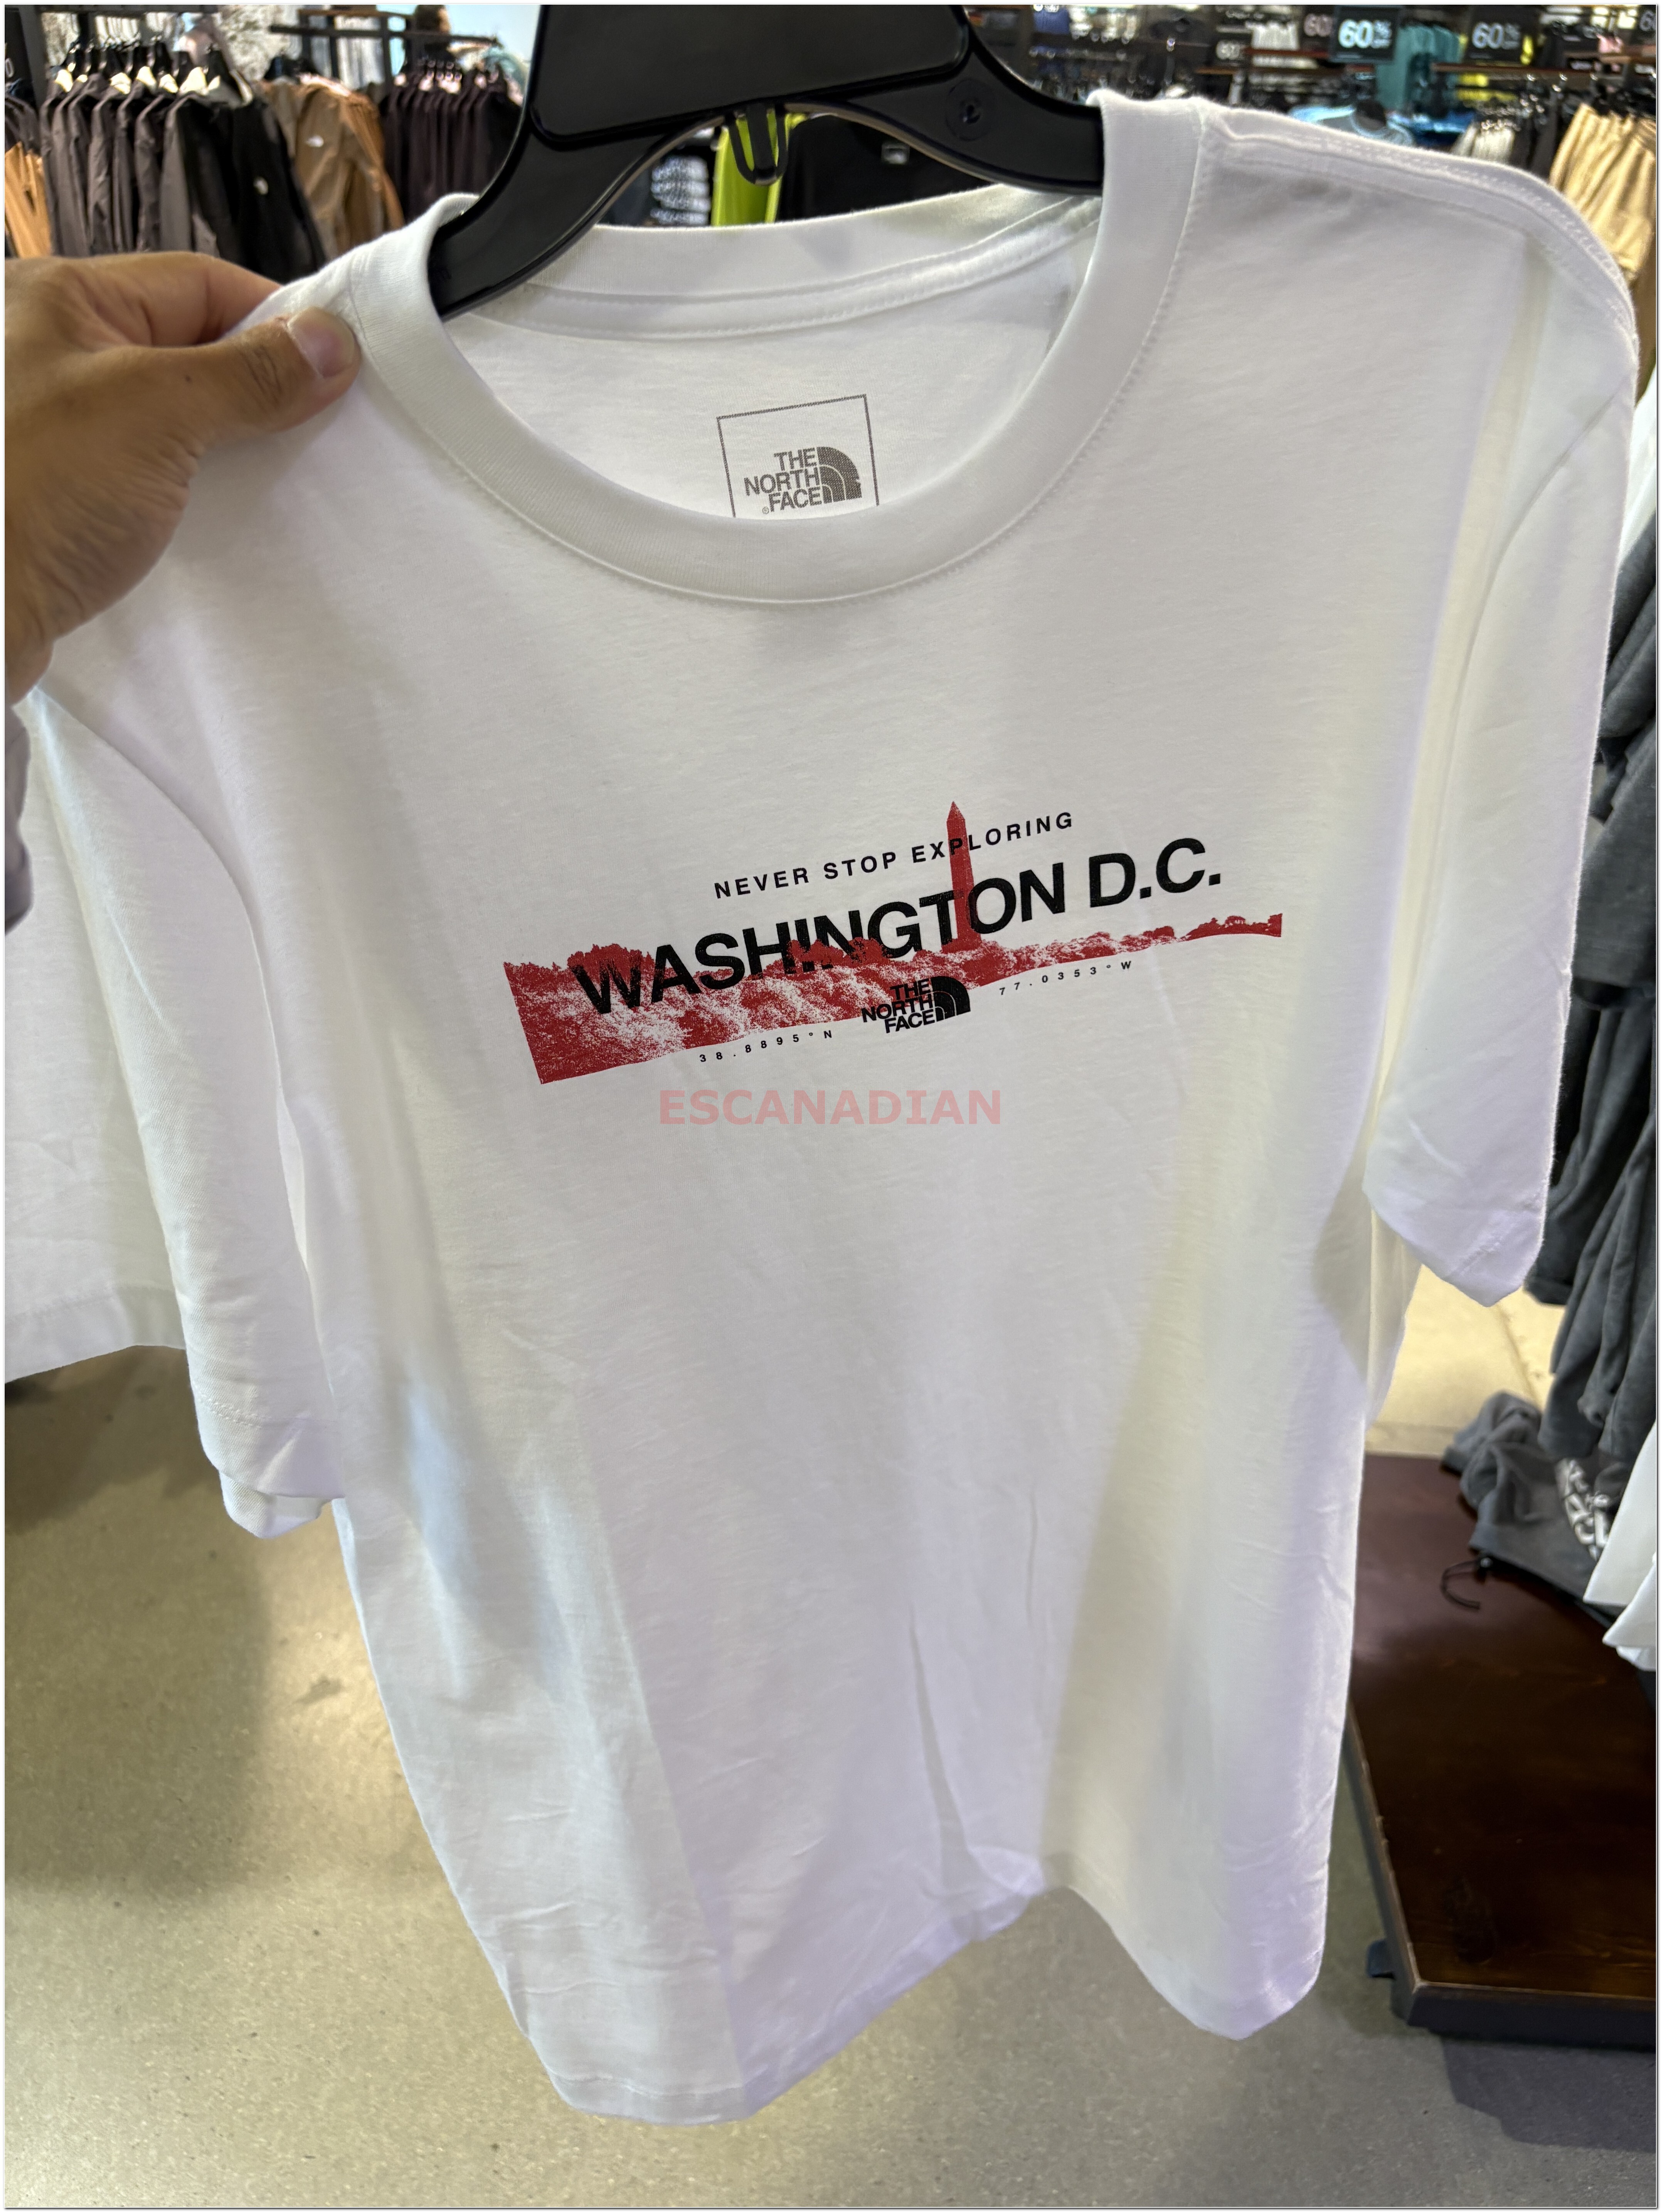 60%
60%
THE
NORTH
FACE
NEVER STOP EXPLORING
WASHINGTON D.C.
THE
NORTH
FACE
38.8895° N
77.0353° W
ESCANADIAN